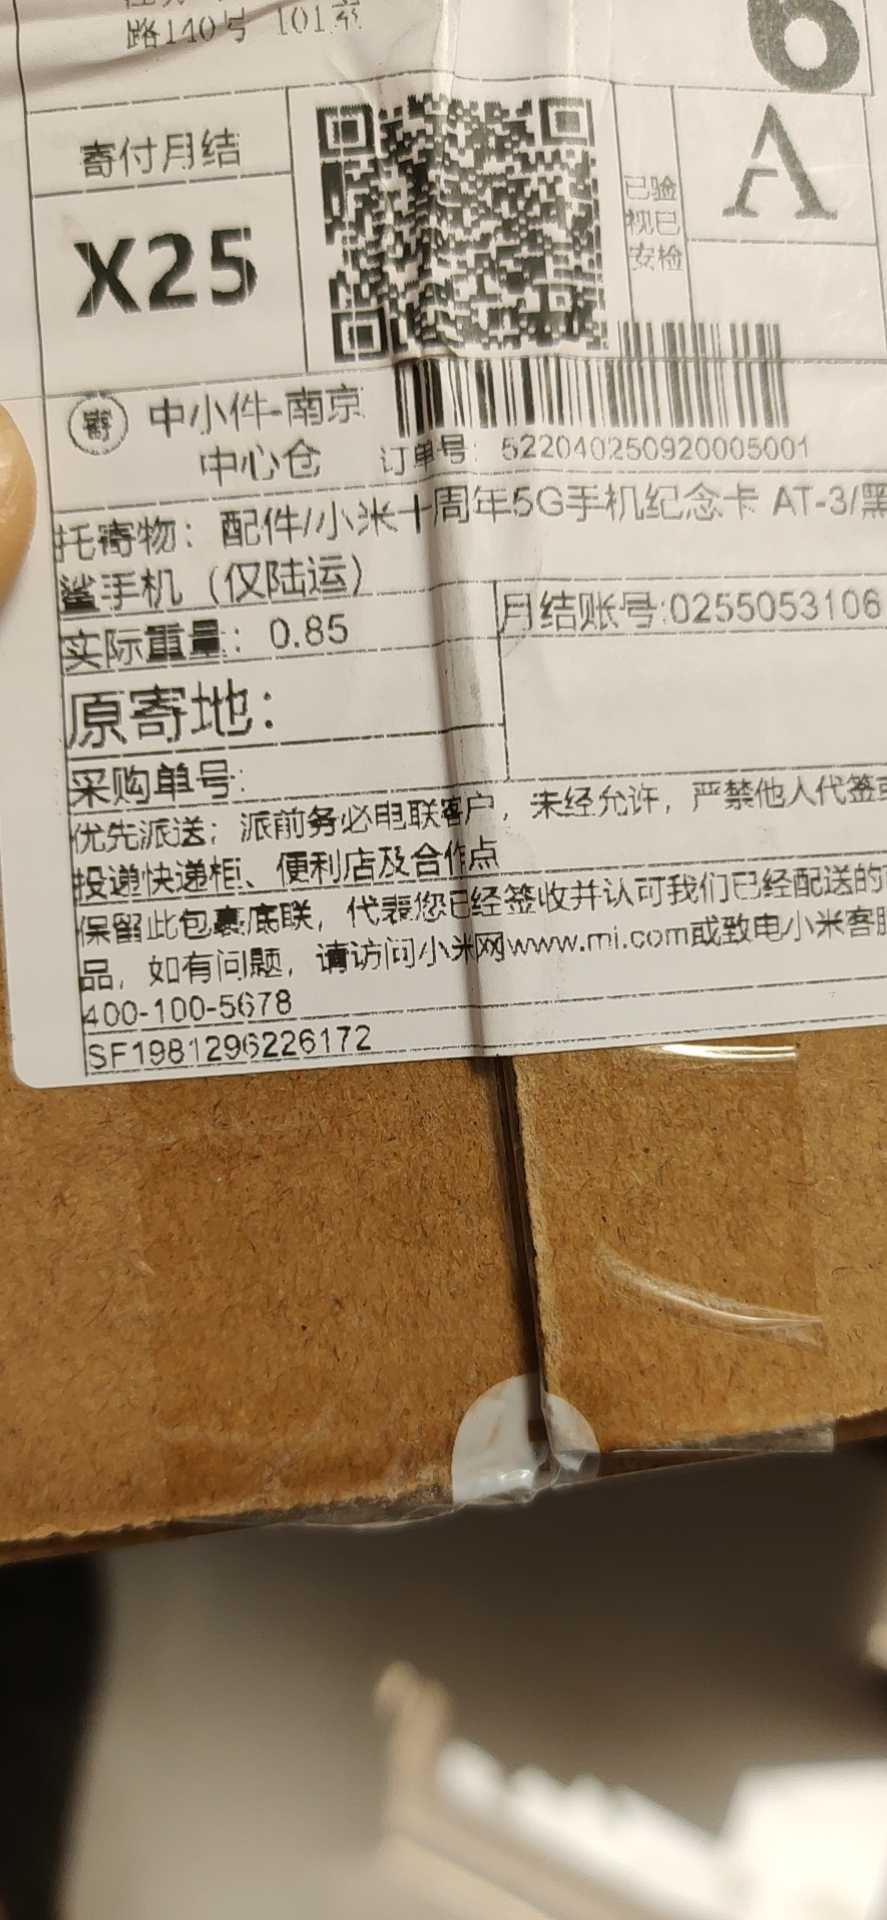 路140号 101室
6
寄付月结
A
已验
视已
安检
X25
寄 中小件-南京
中心仓
订单号: 522040250920005001
托寄物: 配件/小米十周年5G手机纪念卡 AT-3/黑
鲨手机（仅陆运）
月结账号:0255053106
实际重量: 0.85
原寄地:
采购单号:
优先派送; 派前务必电联客户, 未经允许, 严禁他人代签或
投递快递柜、便利店及合作点
保留此包裹底联, 代表您已经签收并认可我们已经配送的
品, 如有问题, 请访问小米网www.mi.com或致电小米客服
400-100-5678
SF1981296226172